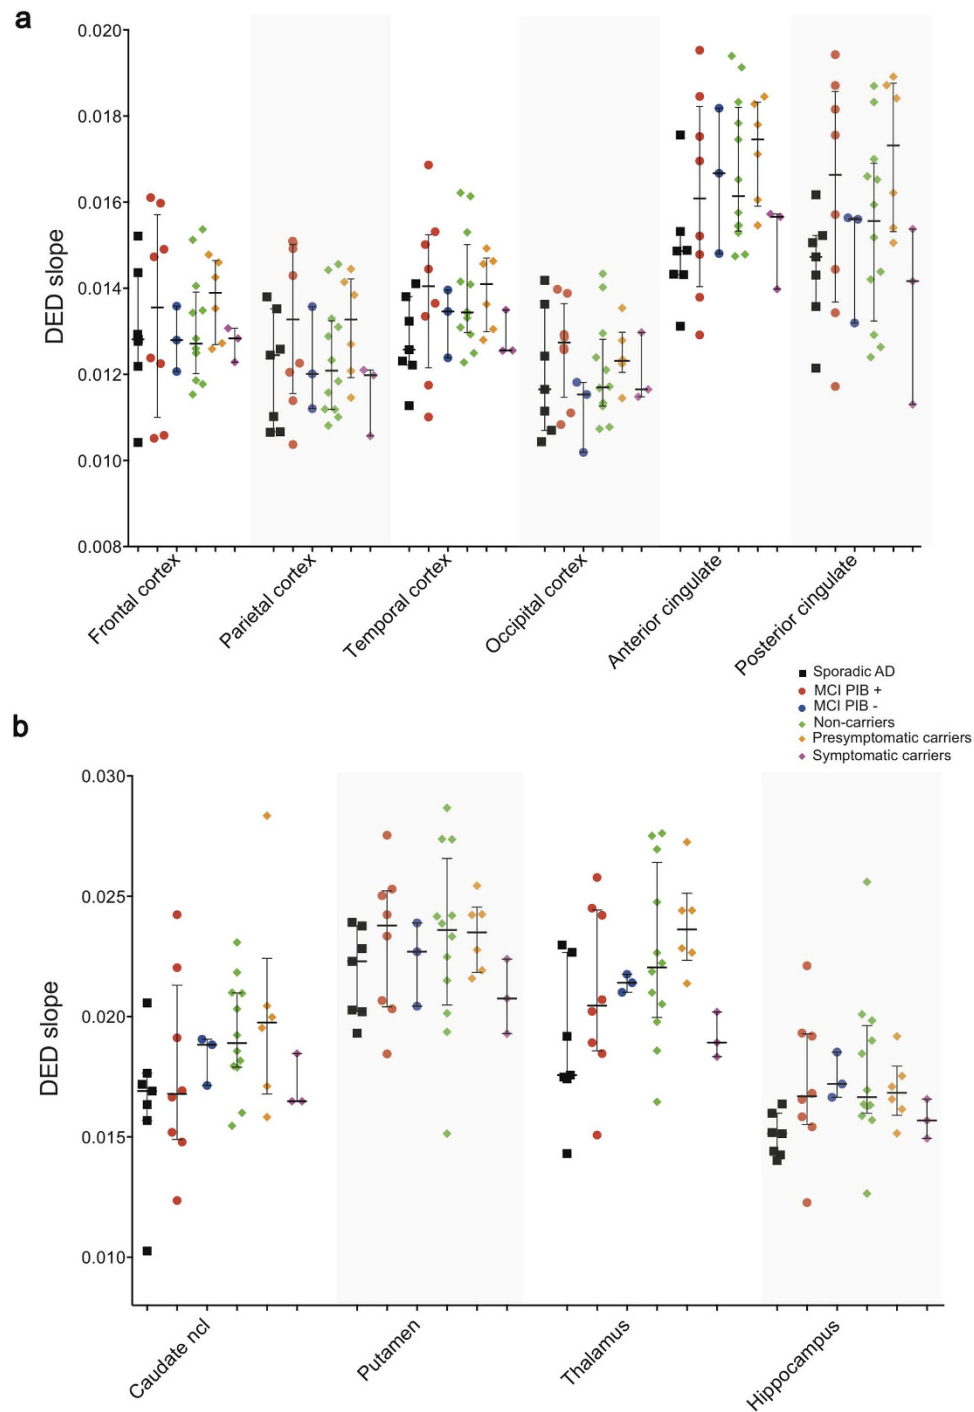 a
0.020
0.018
0.016
0.014
0.012
0.010
0.008
DED slope
Frontal cortex
Parietal cortex
Temporal cortex
Occipital cortex
Anterior cingulate
Posterior cingulate
Sporadic AD
MCI PIB +
MCI PIB -
Non-carriers
Presymptomatic carriers
Symptomatic carriers
b
0.030
0.025
0.020
0.015
0.010
DED slope
Caudate ncl
Putamen
Thalamus
Hippocampus